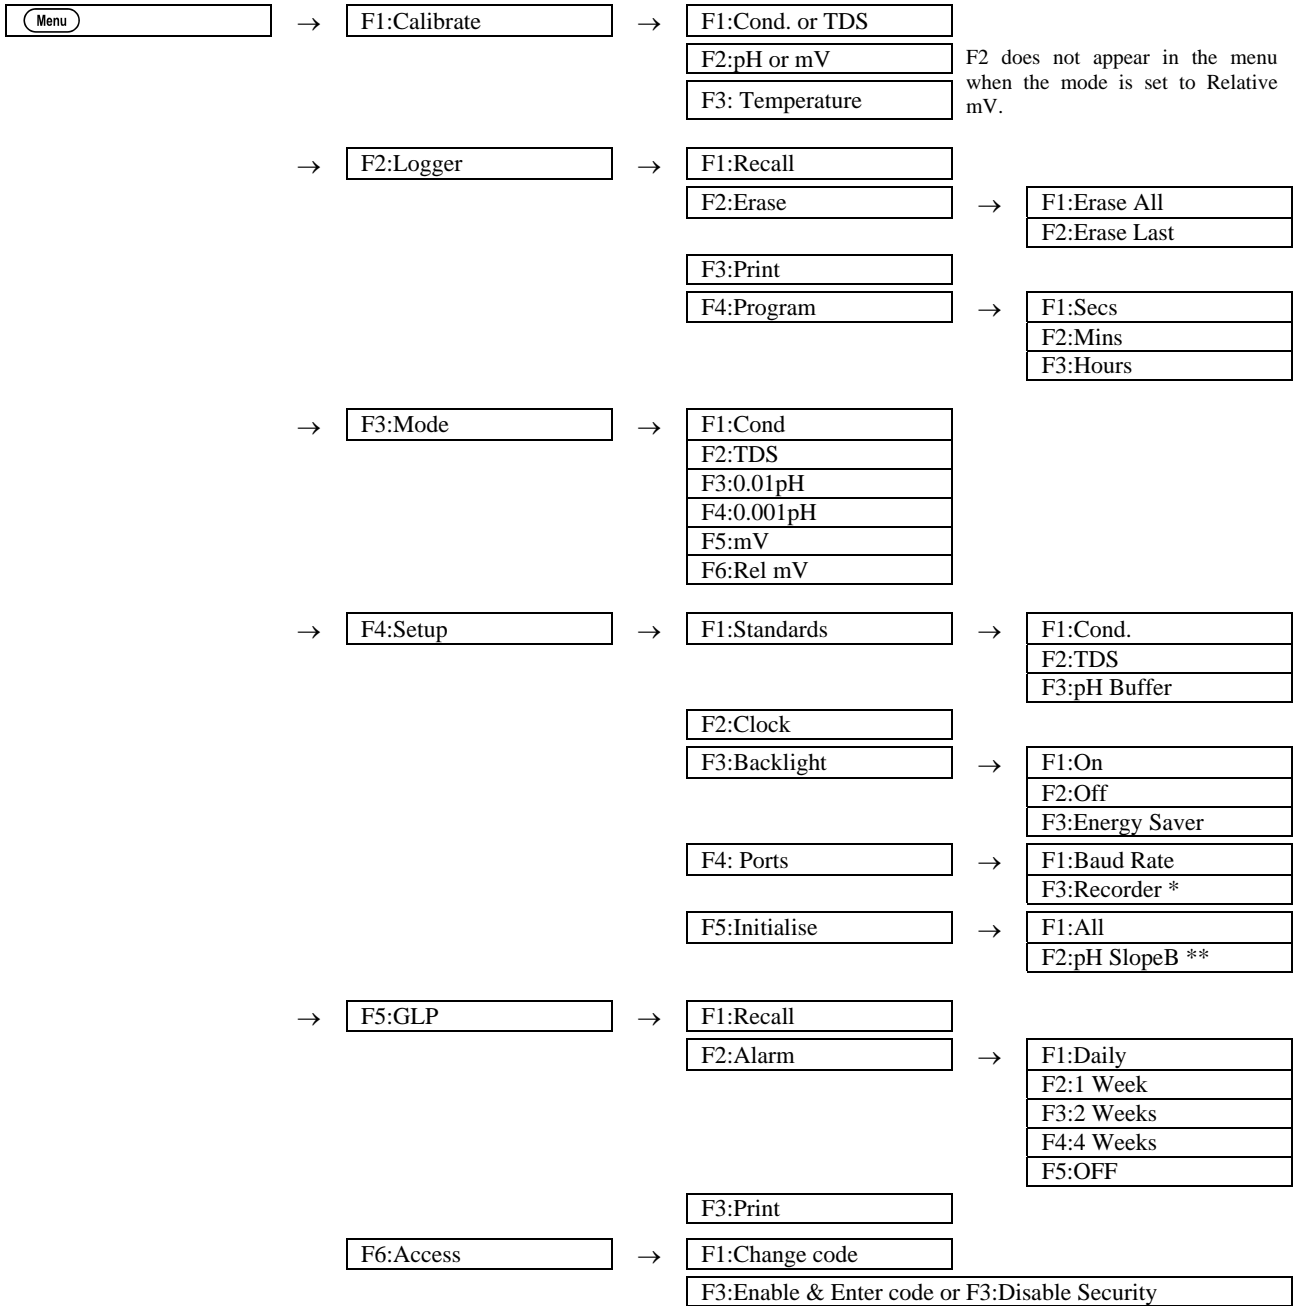 Menu → F1:Calibrate → F1:Cond. or TDS
F2:pH or mV
F2 does not appear in the menu
when the mode is set to Relative
mV.
F3: Temperature
→ F2:Logger → F1:Recall
F2:Erase → F1:Erase All
F2:Erase Last
F3:Print
F4:Program → F1:Secs
F2:Mins
F3:Hours
→ F3:Mode → F1:Cond
F2:TDS
F3:0.01pH
F4:0.001pH
F5:mV
F6:Rel mV
→ F4:Setup → F1:Standards → F1:Cond.
F2:TDS
F3:pH Buffer
F2:Clock
F3:Backlight → F1:On
F2:Off
F3:Energy Saver
F4: Ports → F1:Baud Rate
F3:Recorder *
F5:Initialise → F1:All
F2:pH SlopeB **
→ F5:GLP → F1:Recall
F2:Alarm → F1:Daily
F2:1 Week
F3:2 Weeks
F4:4 Weeks
F5:OFF
F3:Print
F6:Access → F1:Change code
F3:Enable & Enter code or F3:Disable Security